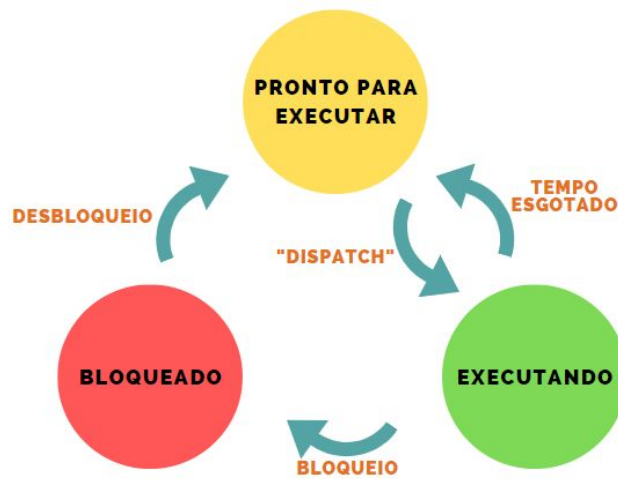 PRONTO PARA
EXECUTAR
DESBLOQUEIO
TEMPO
ESGOTADO
"DISPATCH"
BLOQUEADO
EXECUTANDO
BLOQUEIO